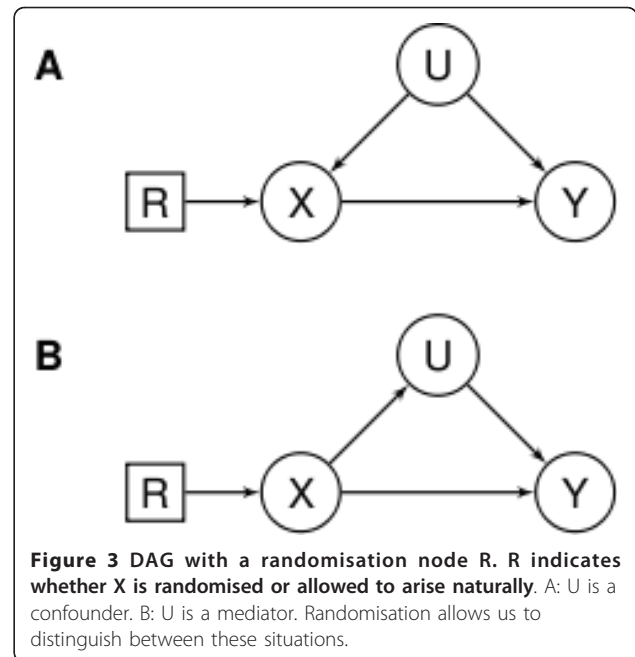 A
U
R
X
Y
B
U
R
X
Y
Figure 3 DAG with a randomisation node R. R indicates
whether X is randomised or allowed to arise naturally. A: U is a
confounder. B: U is a mediator. Randomisation allows us to
distinguish between these situations.